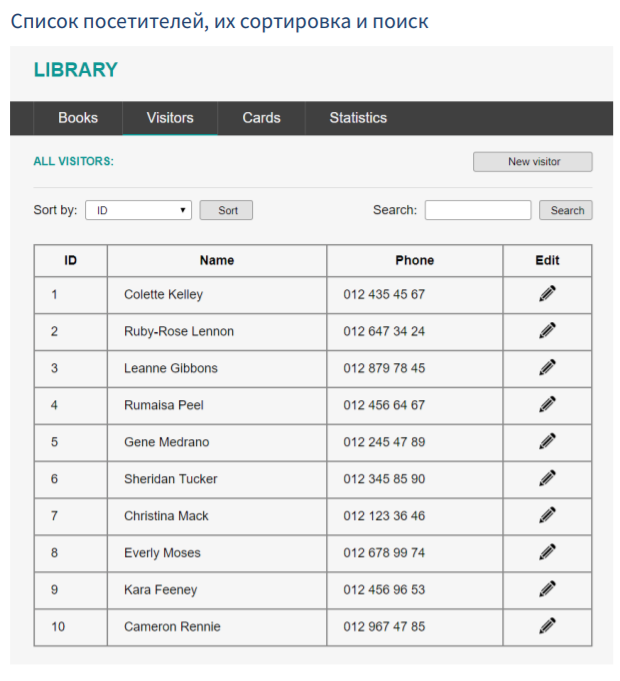 Список посетителей, их сортировка и поиск
LIBRARY
Books Visitors Cards Statistics
ALL VISITORS: New visitor
Sort by: ID Sort Search: Search
ID Name Phone Edit
1 Colette Kelley 012 435 45 67
2 Ruby-Rose Lennon 012 647 34 24
3 Leanne Gibbons 012 879 78 45
4 Rumaisa Peel 012 456 64 67
5 Gene Medrano 012 245 47 89
6 Sheridan Tucker 012 345 85 90
7 Christina Mack 012 123 36 46
8 Everly Moses 012 678 99 74
9 Kara Feeney 012 456 96 53
10 Cameron Rennie 012 967 47 85